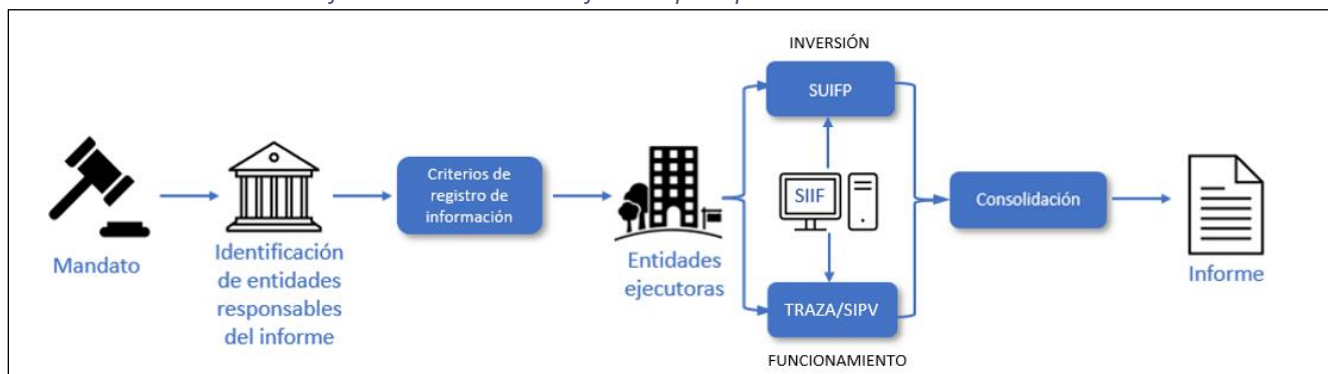 Mandato
Identificación
de entidades
responsables
del informe
Criterios de
registro de
información
Entidades
ejecutoras
INVERSIÓN
SUIFP
SIIF
TRAZA/SIPV
FUNCIONAMIENTO
Consolidación
Informe